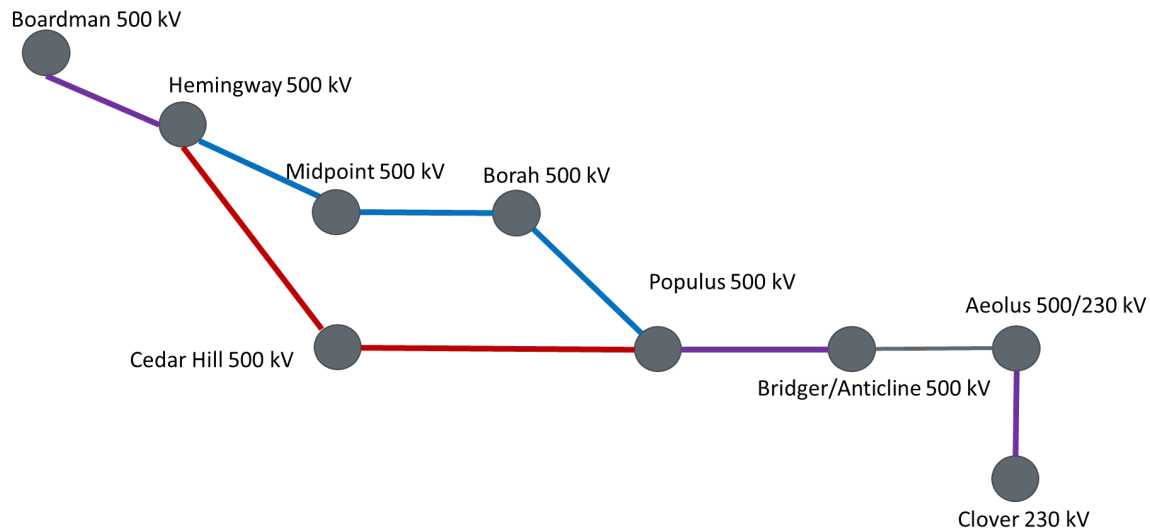 Boardman 500 kV
Hemingway 500 kV
Midpoint 500 kV
Borah 500 kV
Populus 500 kV
Aeolus 500/230 kV
Cedar Hill 500 kV
Bridger/Anticline 500 kV
Clover 230 kV